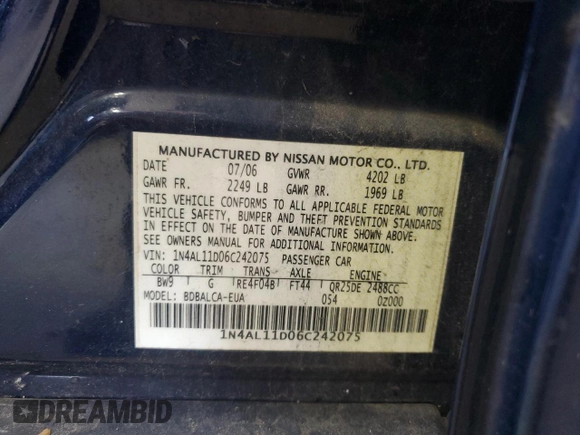 MANUFACTURED BY NISSAN MOTOR CO., LTD.
DATE 07/06 GVWR 4202 LB
GAWR FR. 2249 LB GAWR RR. 1969 LB
THIS VEHICLE CONFORMS TO ALL APPLICABLE FEDERAL MOTOR
VEHICLE SAFETY, BUMPER AND THEFT PREVENTION STANDARDS
IN EFFECT ON THE DATE OF MANUFACTURE SHOWN ABOVE.
SEE OWNERS MANUAL FOR ADDITIONAL INFORMATION.
VIN: 1N4AL11D06C242075 PASSENGER CAR
COLOR TRIM TRANS AXLE ENGINE
BW9 G RE4F04B FT44 QR25DE 2488CC
MODEL: BDBALCA-EUA 054 0Z000
1N4AL11D06C242075
DREAMBID